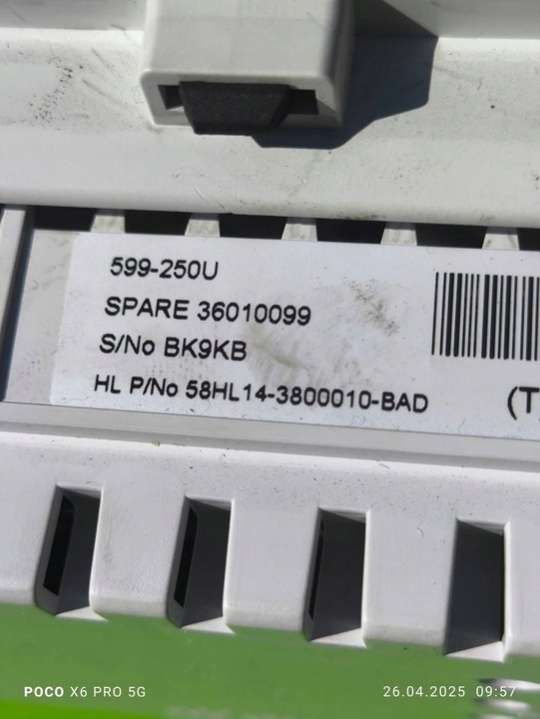 599-250U
SPARE 36010099
S/No BK9KB
HL P/No 58HL14-3800010-BAD
(T
POCO X6 PRO 5G
26.04.2025 09:57